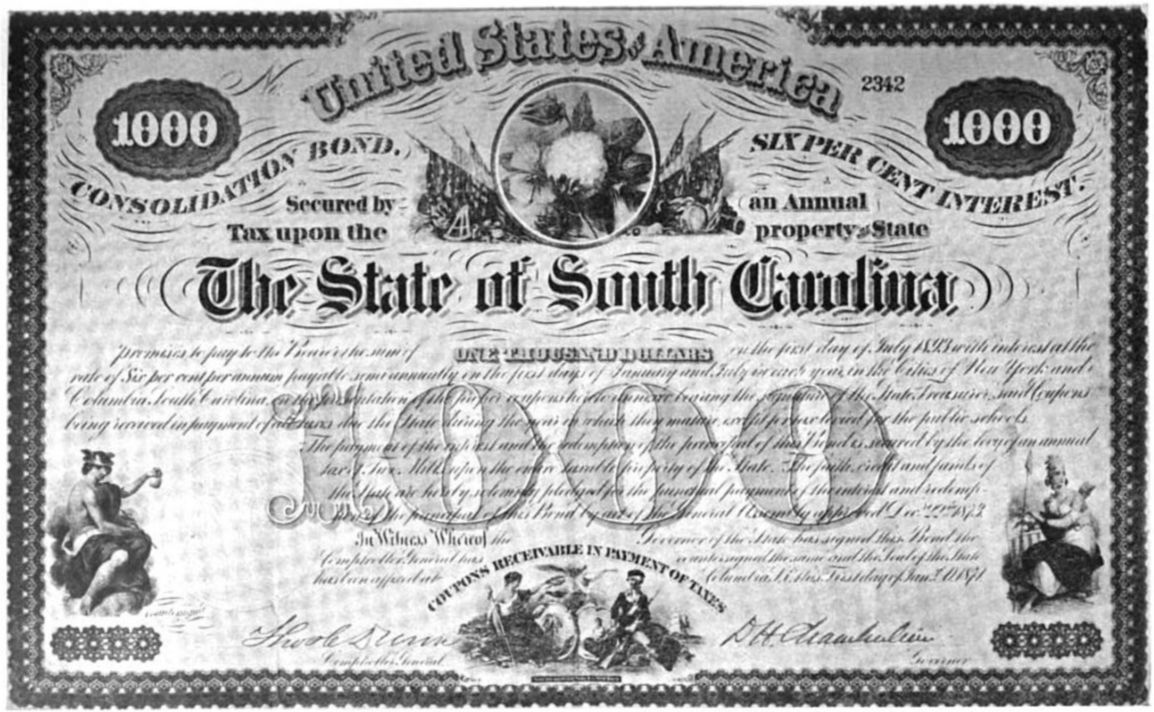 United States of America
No. 2342
1000 1000
CONSOLIDATION BOND. SIX PER CENT INTEREST.
Secured by an Annual
Tax upon the property of the State
The State of South Carolina
promises to pay to the Bearer the sum of ONE THOUSAND DOLLARS on the first day of July 1893 with interest at the
rate of Six per cent per annum payable semi annually on the first days of January and July in each year, in the Cities of New York and
Columbia South Carolina, on presentation of the proper coupons hereto annexed bearing the signature of the State Treasurer, said Coupons
being received in payment of all taxes due the State during the year in which they mature, except for tax levied for the public schools.
The payment of the interest and the redemption of the principal of this Bond is secured by the levy of an annual
tax of Two Mills upon the entire taxable property of the State. The faith, credit and funds of
the State are hereby solemnly pledged for the punctual payment of the interest and redemp-
tion of the principal of this Bond by act of the General Assembly approved Dec. 22nd 1873
1000
In Witness Whereof the Governor of the State has signed this Bond the
Comptroller General has countersigned the same and the Seal of the State
has been affixed at Columbia S.C. this First day of Jany. A.D. 1874
COUPONS RECEIVABLE IN PAYMENT OF TAXES
Countersigned
Comptroller General
D H Chamberlain
Governor